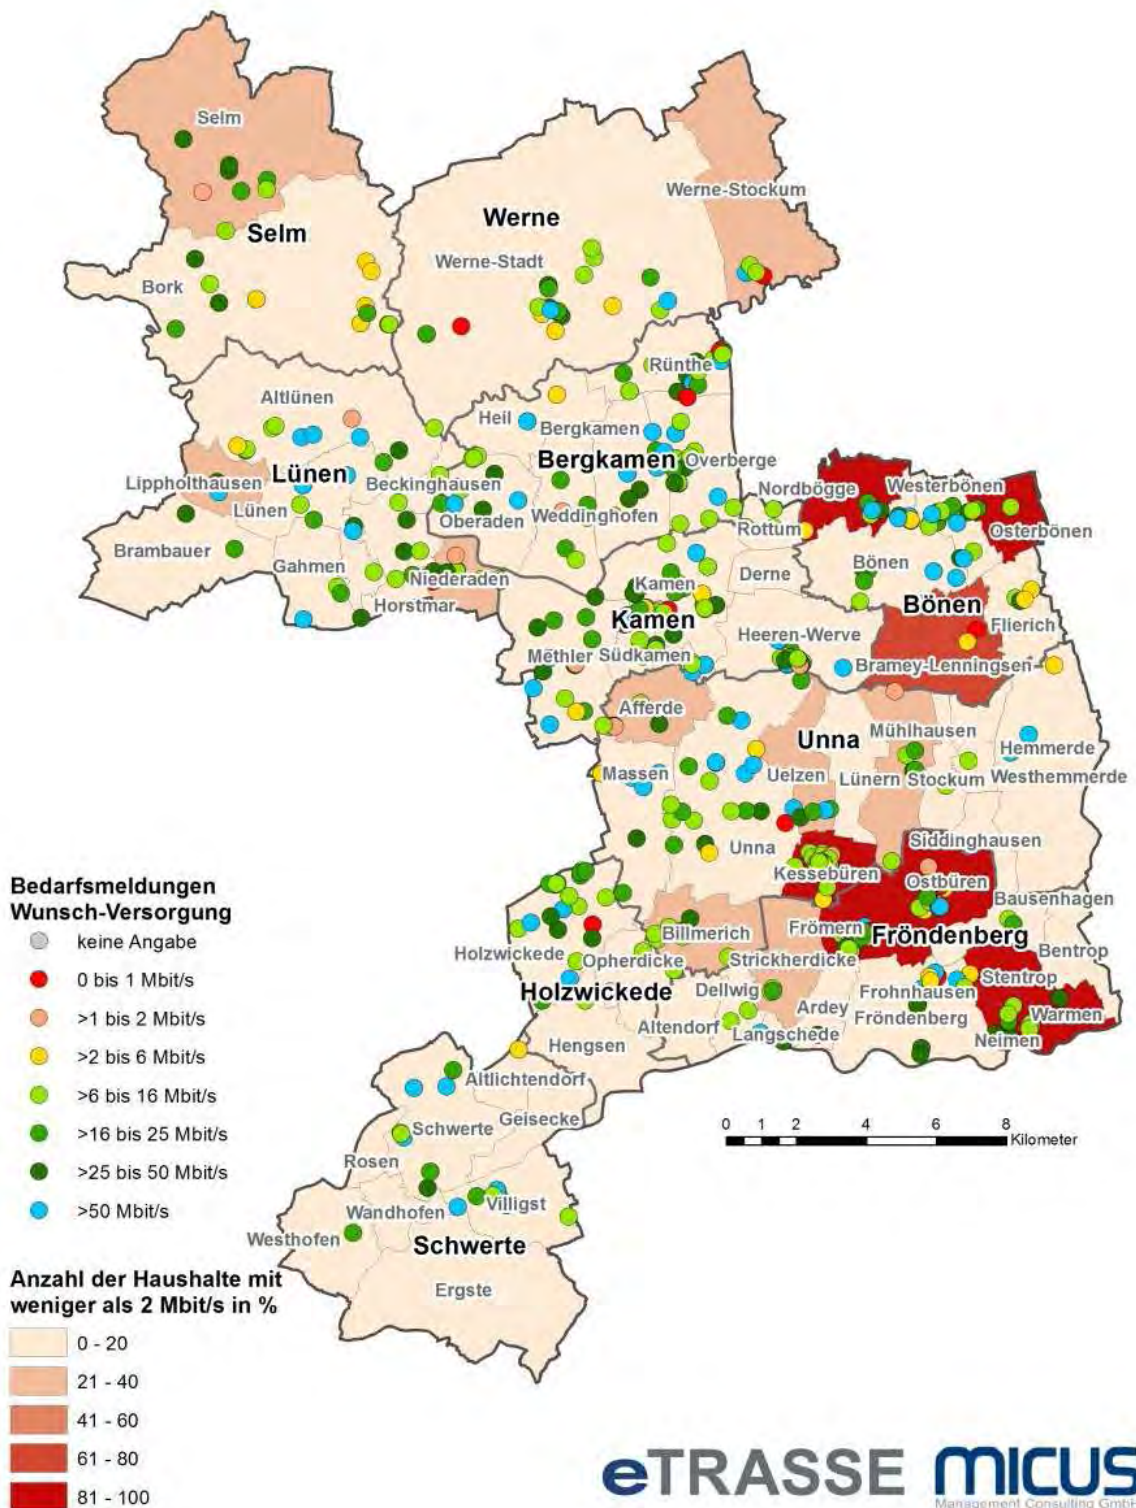 Selm
Werne-Stockum
Werne
Selm
Werne-Stadt
Bork
Rünthe
Altlünen
Heil
Bergkamen
Bergkamen
Overberge
Lünen
Lippholthausen
Beckinghausen
Nordbögge
Westerbönen
Lünen
Oberaden
Weddinghofen
Rottum
Osterbönen
Brambauer
Gahmen
Niederaden
Kamen
Derne
Bönen
Horstmar
Kamen
Bönen
Heeren-Werve
Flierich
Methler
Südkamen
Bramey-Lenningsen
Afferde
Unna
Mühlhausen
Hemmerde
Massen
Uelzen
Lünern
Stockum
Westhemmerde
Unna
Siddinghausen
Kessebüren
Ostbüren
Bausenhagen
Billmerich
Frömern
Fröndenberg
Bentrop
Holzwickede
Opherdicke
Strickherdicke
Stentrop
Holzwickede
Dellwig
Frohnhausen
Ardey
Fröndenberg
Warmen
Altendorf
Langschede
Neimen
Hengsen
Altlichtendorf
Geisecke
Schwerte
Rosen
Wandhofen
Villigst
Westhofen
Schwerte
Ergste
0 1 2 4 6 8
Kilometer
Bedarfsmeldungen
Wunsch-Versorgung
keine Angabe
0 bis 1 Mbit/s
>1 bis 2 Mbit/s
>2 bis 6 Mbit/s
>6 bis 16 Mbit/s
>16 bis 25 Mbit/s
>25 bis 50 Mbit/s
>50 Mbit/s
Anzahl der Haushalte mit
weniger als 2 Mbit/s in %
0 - 20
21 - 40
41 - 60
61 - 80
81 - 100
eTRASSE
MICUS
Management Consulting GmbH